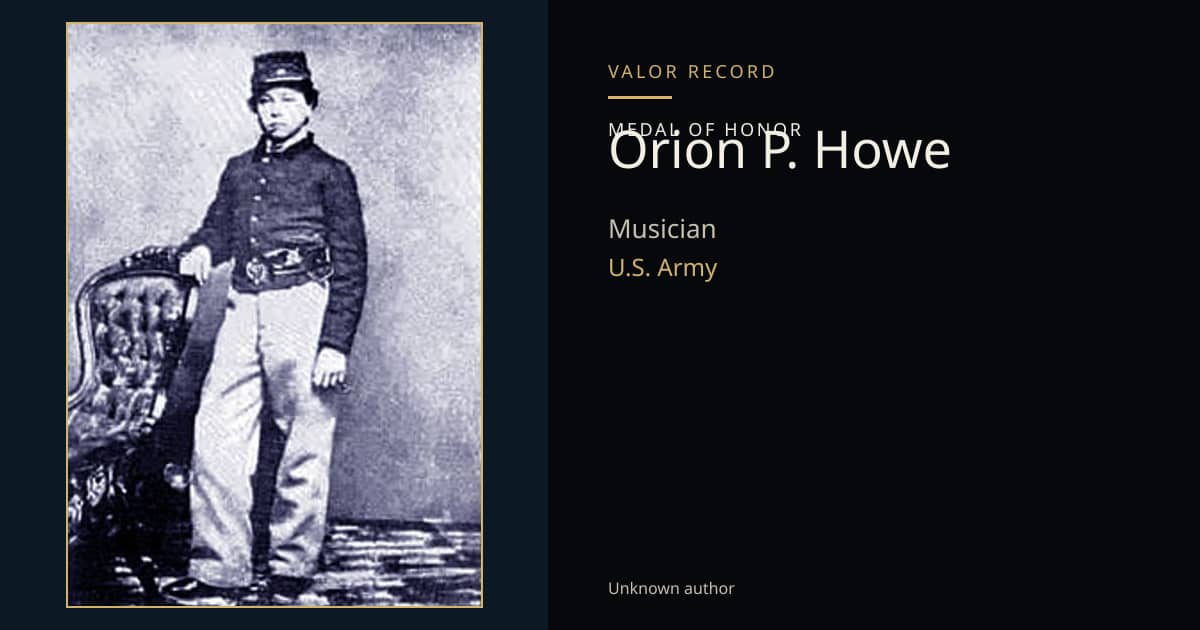 VALOR RECORD
MEDAL OF HONOR
Orion P. Howe
Musician
U.S. Army
Unknown author